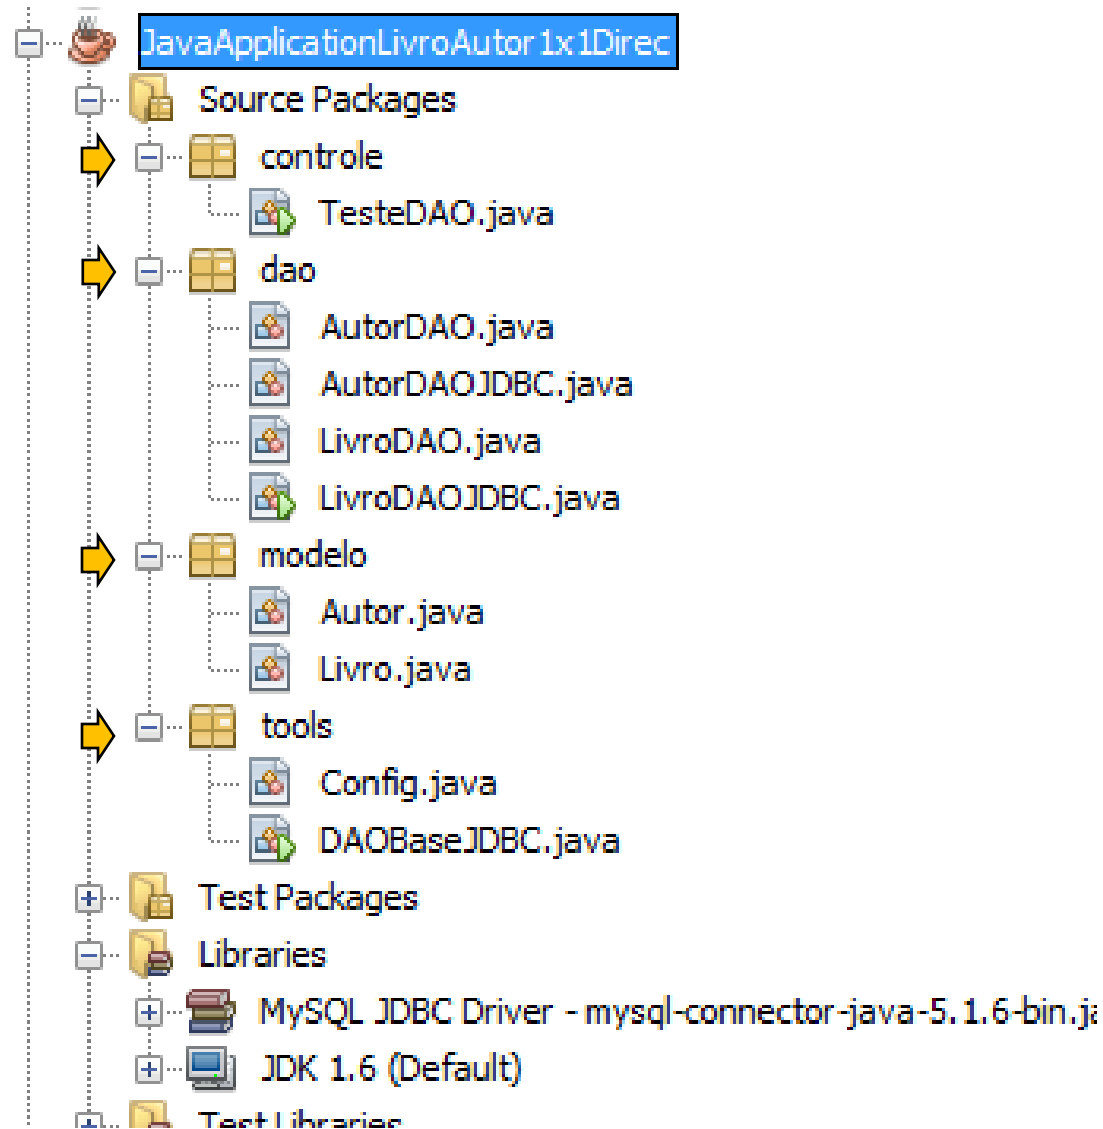 JavaApplicationLivroAutor1x1Direc
Source Packages
controle
TesteDAO.java
dao
AutorDAO.java
AutorDAOJDBC.java
LivroDAO.java
LivroDAOJDBC.java
modelo
Autor.java
Livro.java
tools
Config.java
DAOBaseJDBC.java
Test Packages
Libraries
MySQL JDBC Driver - mysql-connector-java-5.1.6-bin.ja
JDK 1.6 (Default)
Test Libraries